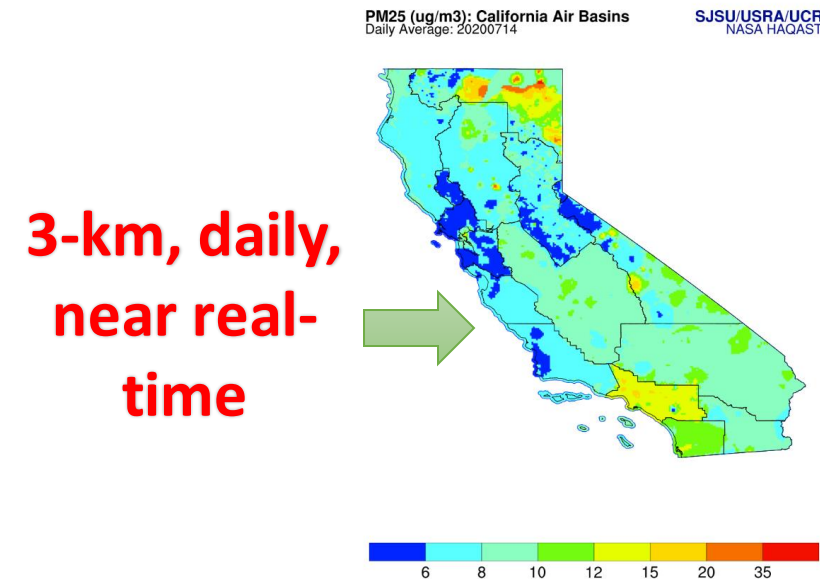 PM25 (ug/m3): California Air Basins
Daily Average: 20200714
SJSU/USRA/UCR
NASA HAQAST
3-km, daily,
near real-
time
6 8 10 12 15 20 35